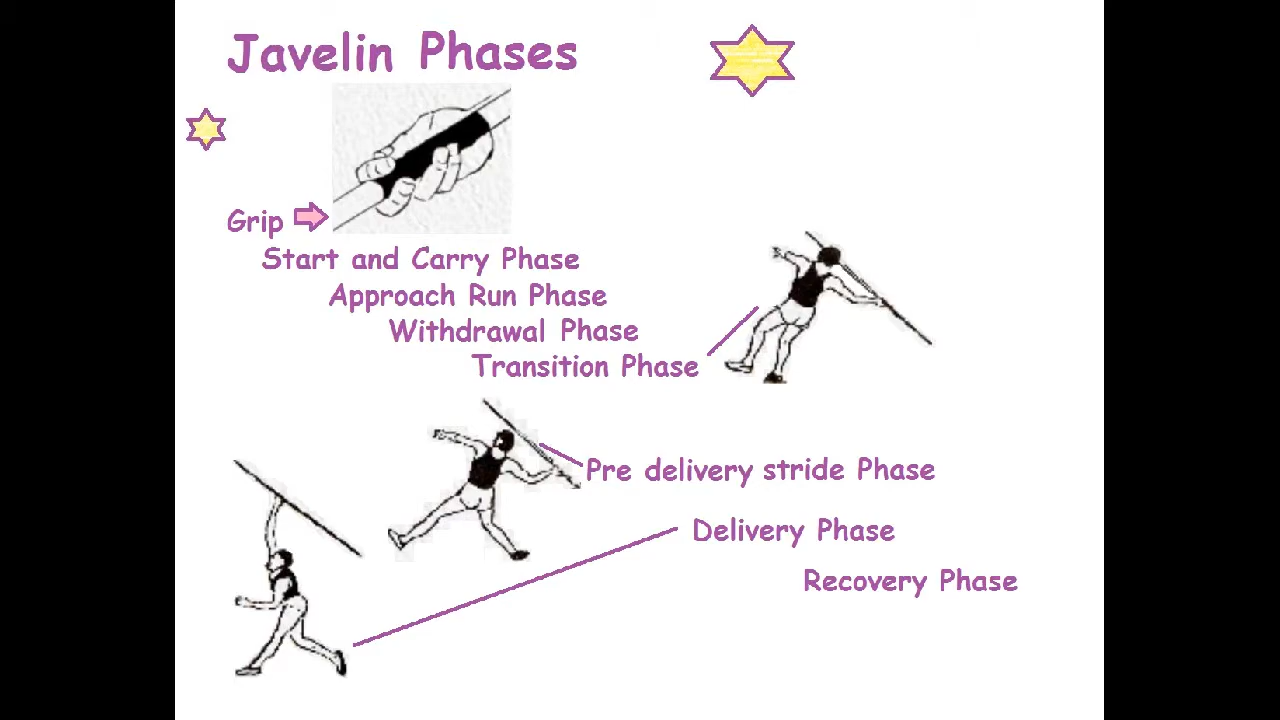 Javelin Phases
Grip
Start and Carry Phase
Approach Run Phase
Withdrawal Phase
Transition Phase
Pre delivery stride Phase
Delivery Phase
Recovery Phase